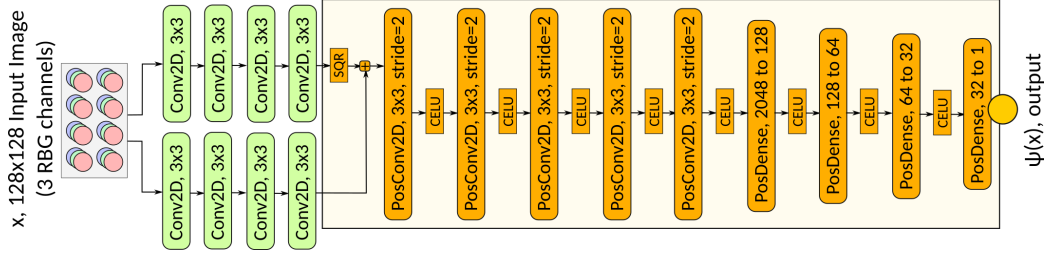 x, 128x128 Input Image
(3 RBG channels)
Conv2D, 3x3
Conv2D, 3x3
Conv2D, 3x3
Conv2D, 3x3
Conv2D, 3x3
Conv2D, 3x3
Conv2D, 3x3
Conv2D, 3x3
SQR
+
PosConv2D, 3x3, stride=2
CELU
PosConv2D, 3x3, stride=2
CELU
PosConv2D, 3x3, stride=2
CELU
PosConv2D, 3x3, stride=2
CELU
PosConv2D, 3x3, stride=2
CELU
PosDense, 2048 to 128
CELU
PosDense, 128 to 64
CELU
PosDense, 64 to 32
CELU
PosDense, 32 to 1
ψ(x), output